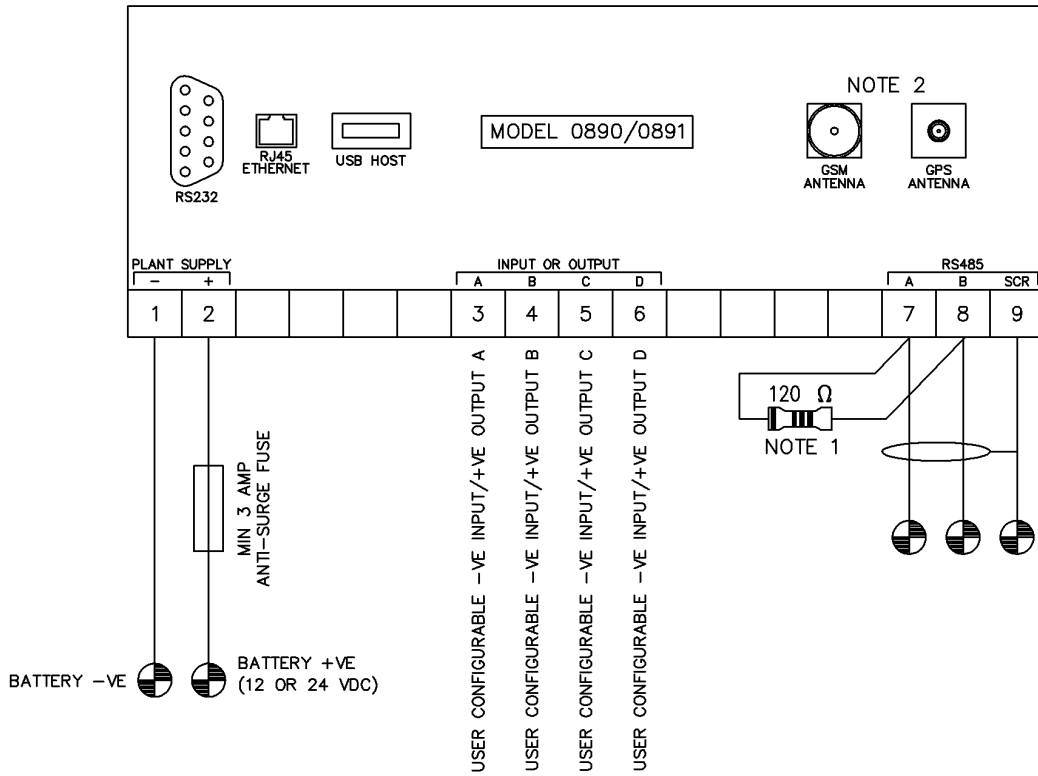 NOTE 2
MODEL 0890/0891
RS232
RJ45
ETHERNET
USB HOST
GSM
ANTENNA
GPS
ANTENNA
PLANT SUPPLY
- +
INPUT OR OUTPUT
A B C D
RS485
A B SCR
1 2 3 4 5 6 7 8 9
USER CONFIGURABLE -VE INPUT/+VE OUTPUT A
USER CONFIGURABLE -VE INPUT/+VE OUTPUT B
USER CONFIGURABLE -VE INPUT/+VE OUTPUT C
USER CONFIGURABLE -VE INPUT/+VE OUTPUT D
120 Ω
NOTE 1
MIN 3 AMP
ANTI-SURGE FUSE
BATTERY -VE
BATTERY +VE
(12 OR 24 VDC)